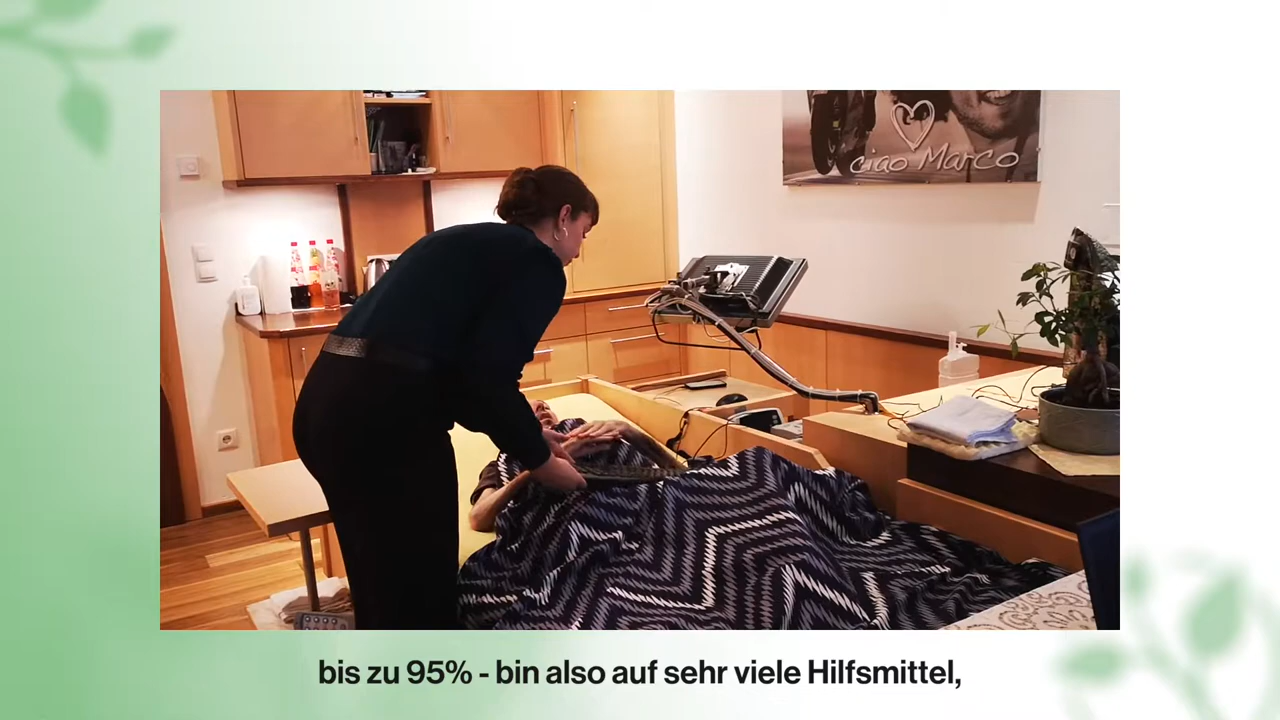 ciao Marco
bis zu 95% - bin also auf sehr viele Hilfsmittel,